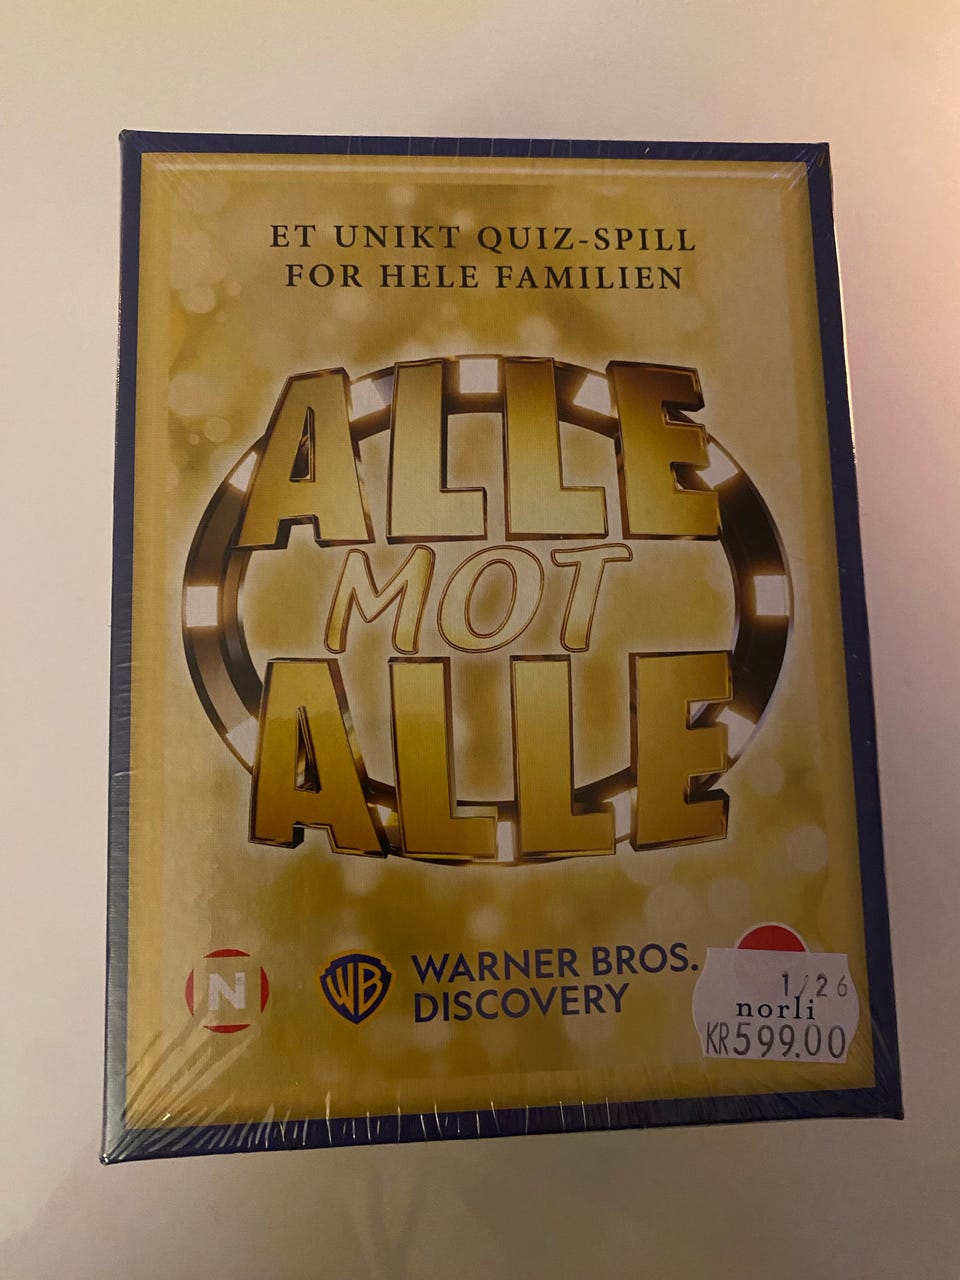 ET UNIKT QUIZ-SPILL
FOR HELE FAMILIEN
ALLE
MOT
ALLE
N
WB
WARNER BROS.
DISCOVERY
1/26
norli
KR599.00